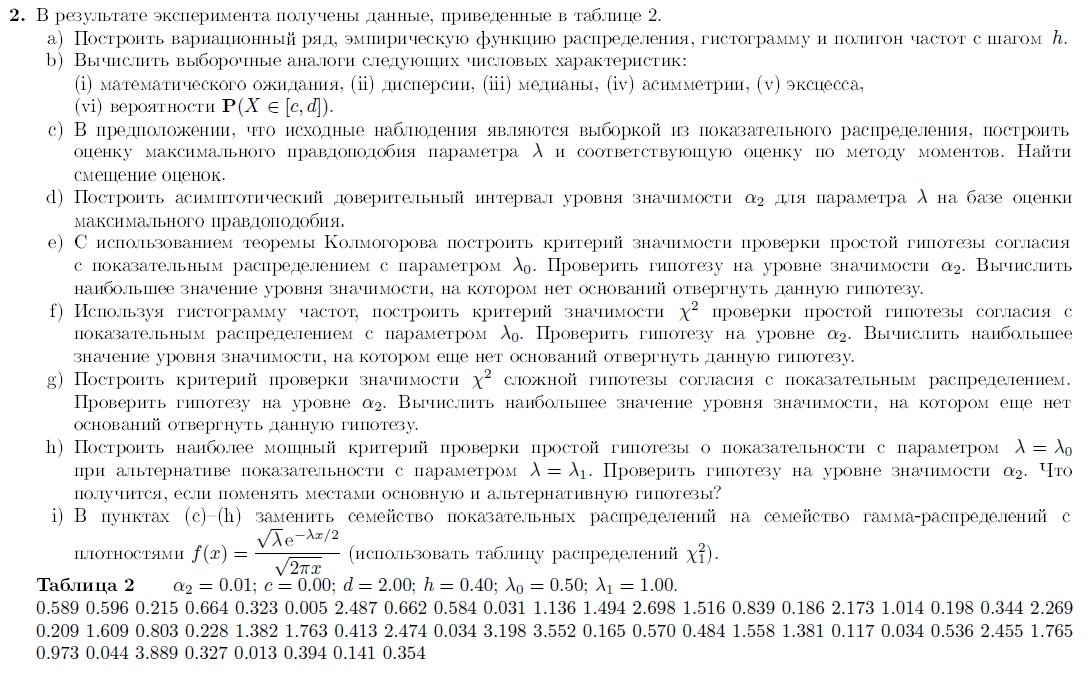 2. В результате эксперимента получены данные, приведенные в таблице 2.
a) Построить вариационный ряд, эмпирическую функцию распределения, гистограмму и полигон частот с шагом h.
b) Вычислить выборочные аналоги следующих числовых характеристик:
(i) математического ожидания, (ii) дисперсии, (iii) медианы, (iv) асимметрии, (v) эксцесса,
(vi) вероятности P(X ∈ [c, d]).
c) В предположении, что исходные наблюдения являются выборкой из показательного распределения, построить
оценку максимального правдоподобия параметра λ и соответствующую оценку по методу моментов. Найти
смещение оценок.
d) Построить асимптотический доверительный интервал уровня значимости α₂ для параметра λ на базе оценки
максимального правдоподобия.
e) С использованием теоремы Колмогорова построить критерий значимости проверки простой гипотезы согласия
с показательным распределением с параметром λ₀. Проверить гипотезу на уровне значимости α₂. Вычислить
наибольшее значение уровня значимости, на котором нет оснований отвергнуть данную гипотезу.
f) Используя гистограмму частот, построить критерий значимости χ² проверки простой гипотезы согласия с
показательным распределением с параметром λ₀. Проверить гипотезу на уровне α₂. Вычислить наибольшее
значение уровня значимости, на котором еще нет оснований отвергнуть данную гипотезу.
g) Построить критерий проверки значимости χ² сложной гипотезы согласия с показательным распределением.
Проверить гипотезу на уровне α₂. Вычислить наибольшее значение уровня значимости, на котором еще нет
оснований отвергнуть данную гипотезу.
h) Построить наиболее мощный критерий проверки простой гипотезы о показательности с параметром λ = λ₀
при альтернативе показательности с параметром λ = λ₁. Проверить гипотезу на уровне значимости α₂. Что
получится, если поменять местами основную и альтернативную гипотезы?
i) В пунктах (c)–(h) заменить семейство показательных распределений на семейство гамма-распределений с
плотностями f(x) = √λ e^(−λx/2) / √(2πx) (использовать таблицу распределений χ₁²).
Таблица 2 α₂ = 0.01; c = 0.00; d = 2.00; h = 0.40; λ₀ = 0.50; λ₁ = 1.00.
0.589 0.596 0.215 0.664 0.323 0.005 2.487 0.662 0.584 0.031 1.136 1.494 2.698 1.516 0.839 0.186 2.173 1.014 0.198 0.344 2.269
0.209 1.609 0.803 0.228 1.382 1.763 0.413 2.474 0.034 3.198 3.552 0.165 0.570 0.484 1.558 1.381 0.117 0.034 0.536 2.455 1.765
0.973 0.044 3.889 0.327 0.013 0.394 0.141 0.354